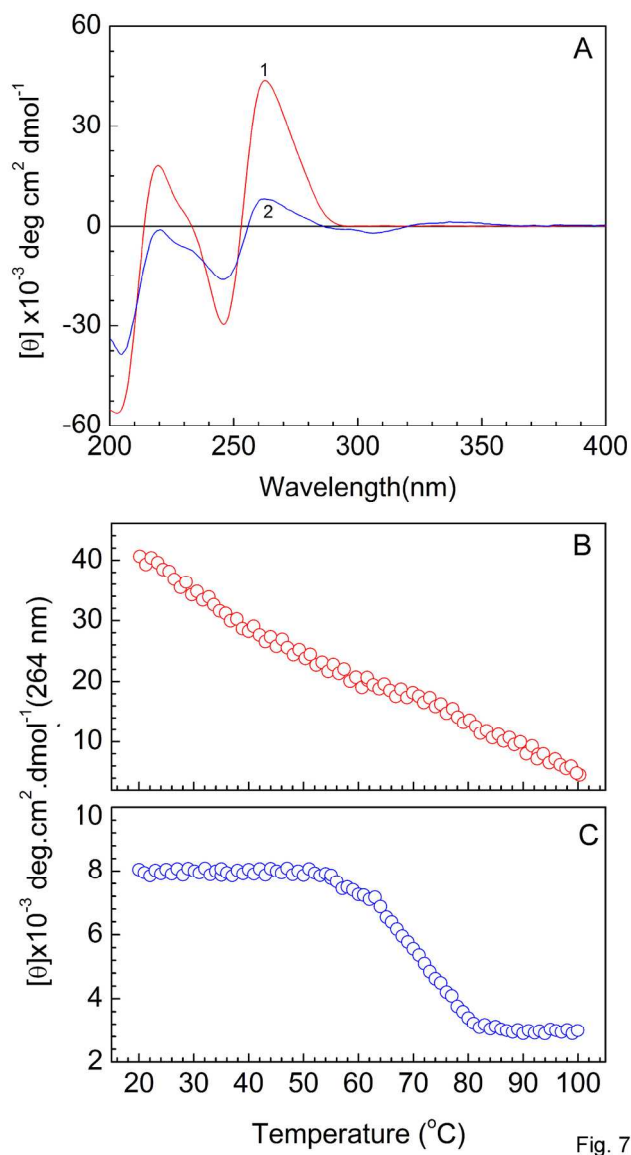 A
60
30
0
-30
-60
1
2
[θ] x10⁻³ deg cm² dmol⁻¹
200 250 300 350 400
Wavelength(nm)
B
40
30
20
10
C
10
8
6
4
2
[θ]x10⁻³ deg.cm².dmol⁻¹(264 nm)
20 30 40 50 60 70 80 90 100
Temperature (°C)
Fig. 7